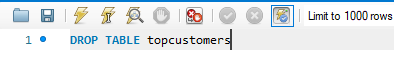 Limit to 1000 rows
1 DROP TABLE topcustomers